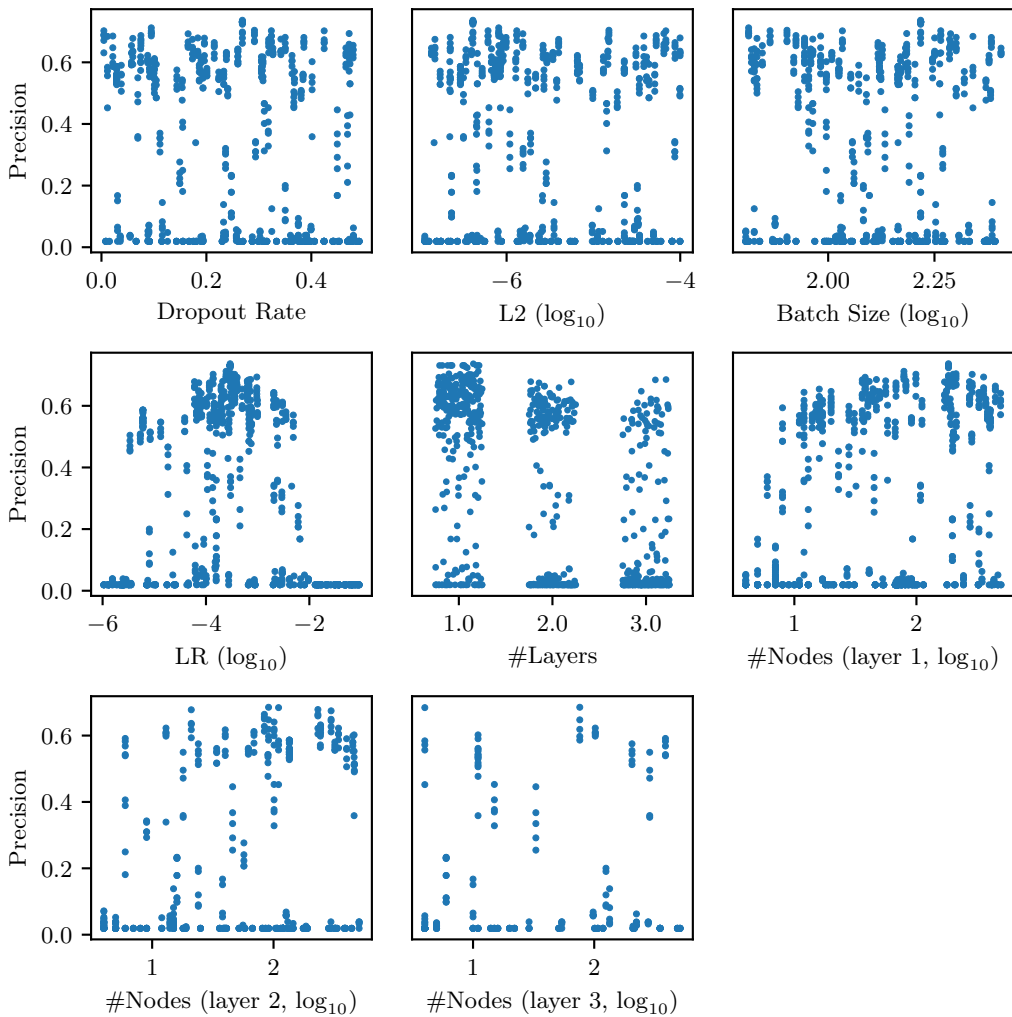 Precision
0.6
0.4
0.2
0.0
0.0 0.2 0.4
Dropout Rate
−6 −4
L2 (log10)
2.00 2.25
Batch Size (log10)
Precision
0.6
0.4
0.2
0.0
−6 −4 −2
LR (log10)
1.0 2.0 3.0
#Layers
1 2
#Nodes (layer 1, log10)
Precision
0.6
0.4
0.2
0.0
1 2
#Nodes (layer 2, log10)
1 2
#Nodes (layer 3, log10)